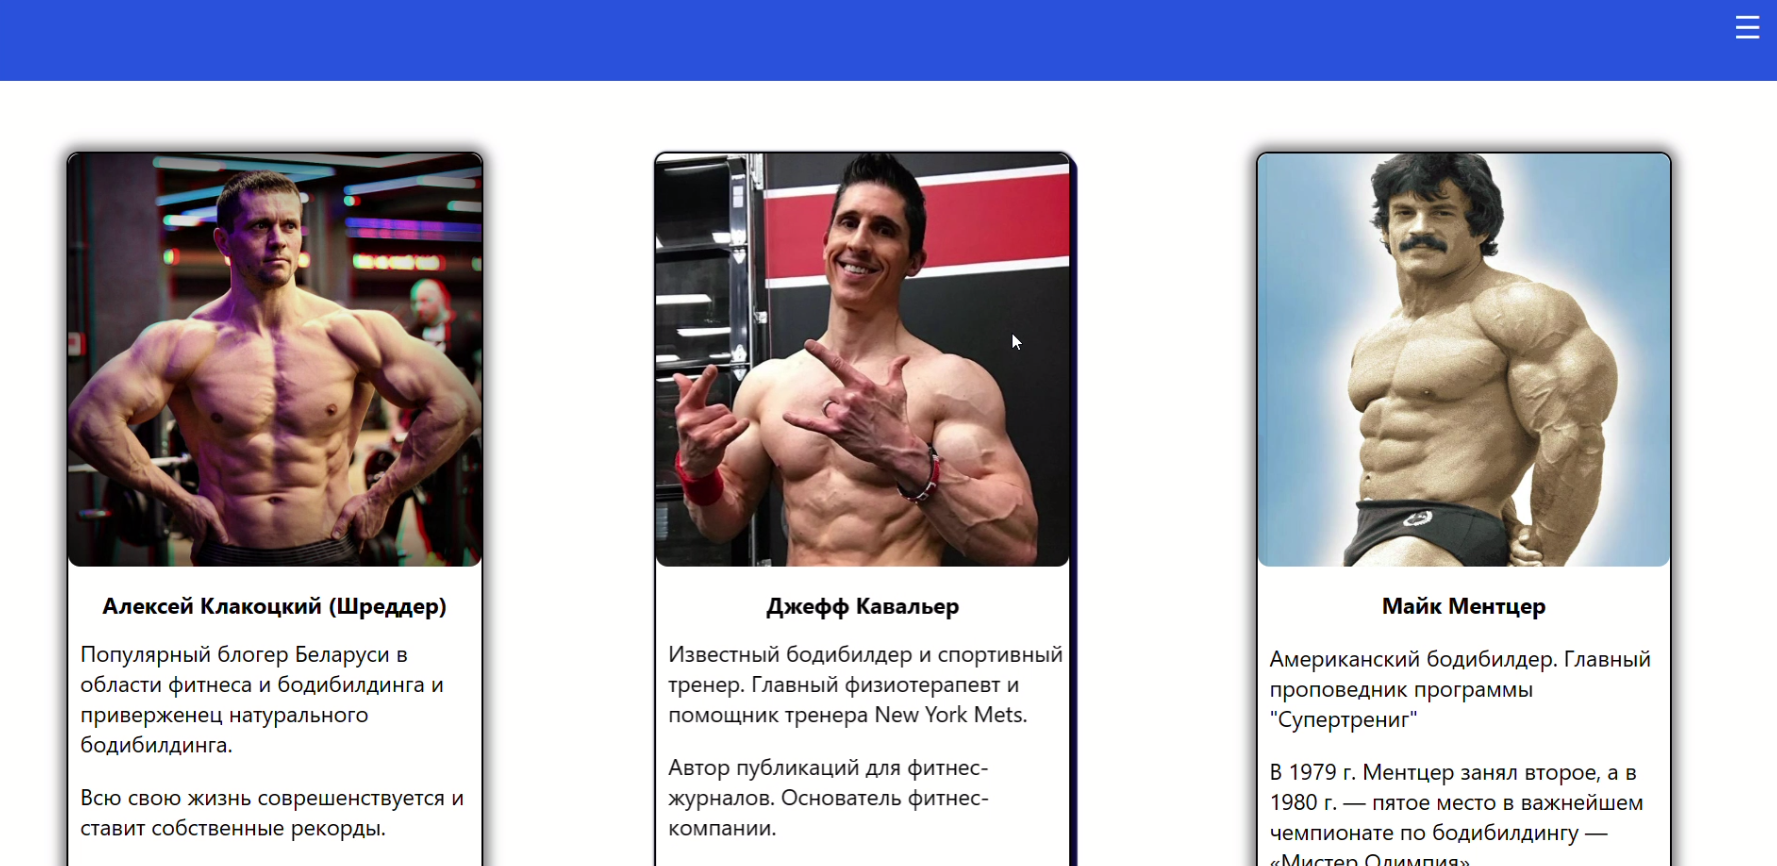 Алексей Клакоцкий (Шреддер)
Популярный блогер Беларуси в
области фитнеса и бодибилдинга и
приверженец натурального
бодибилдинга.
Всю свою жизнь соврешенствуется и
ставит собственные рекорды.
Джефф Кавальер
Известный бодибилдер и спортивный
тренер. Главный физиотерапевт и
помощник тренера New York Mets.
Автор публикаций для фитнес-
журналов. Основатель фитнес-
компании.
Майк Ментцер
Американский бодибилдер. Главный
проповедник программы
"Супертрениг"
В 1979 г. Ментцер занял второе, а в
1980 г. — пятое место в важнейшем
чемпионате по бодибилдингу —
«Мистер Олимпия»